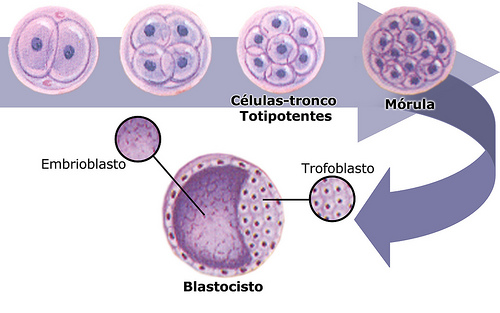 Células-tronco
Totipotentes
Mórula
Embrioblasto
Trofoblasto
Blastocisto